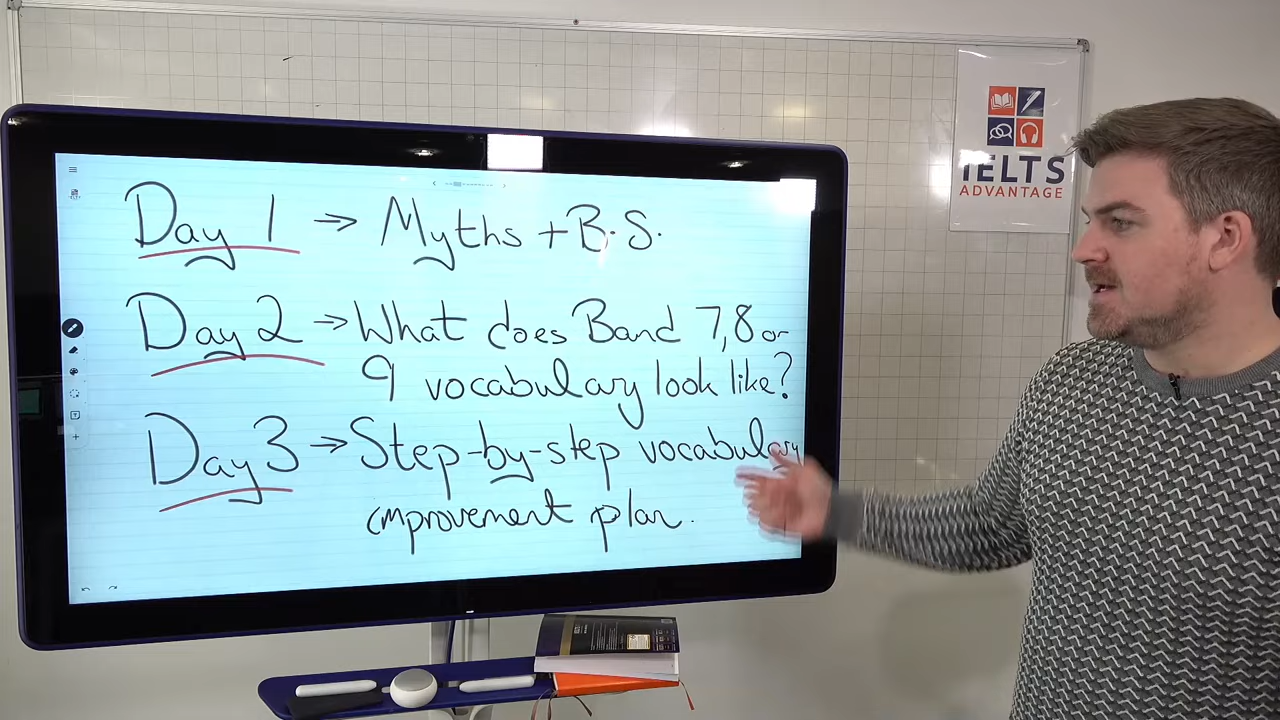 Day 1 → Myths + B.S.
Day 2 → What does Band 7,8 or
9 vocabulary look like?
Day 3 → Step-by-step vocabulary
improvement plan.
IELTS
ADVANTAGE